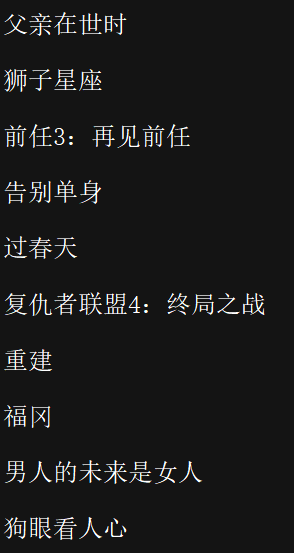 父亲在世时
狮子星座
前任3：再见前任
告别单身
过春天
复仇者联盟4：终局之战
重建
福冈
男人的未来是女人
狗眼看人心